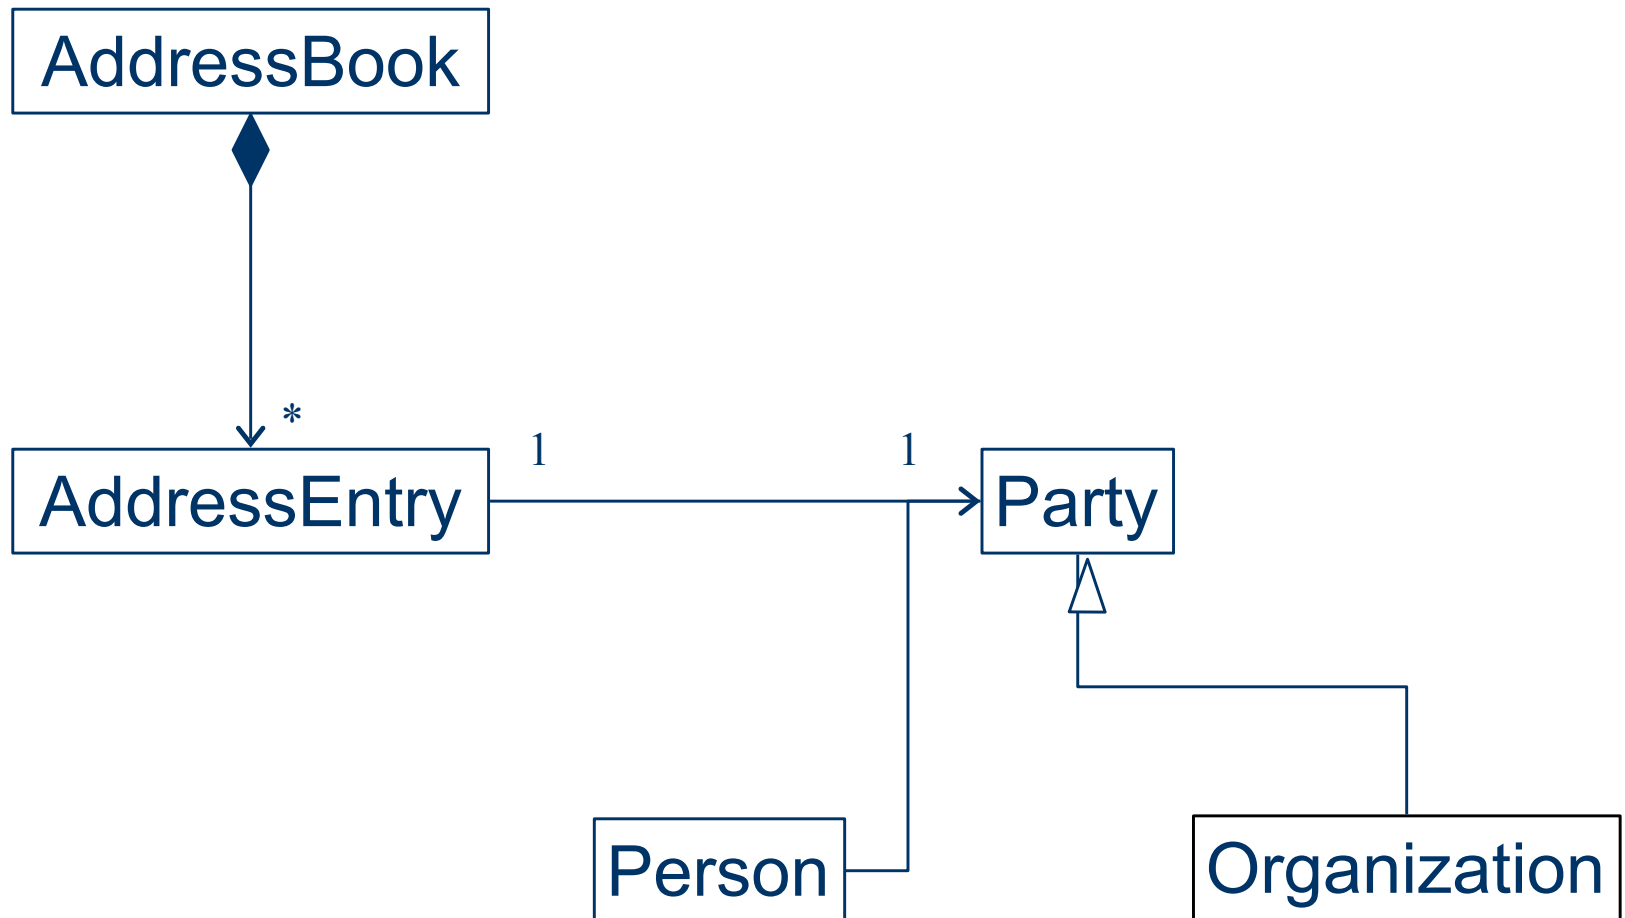 AddressBook
*
AddressEntry
1
1
Party
Person
Organization